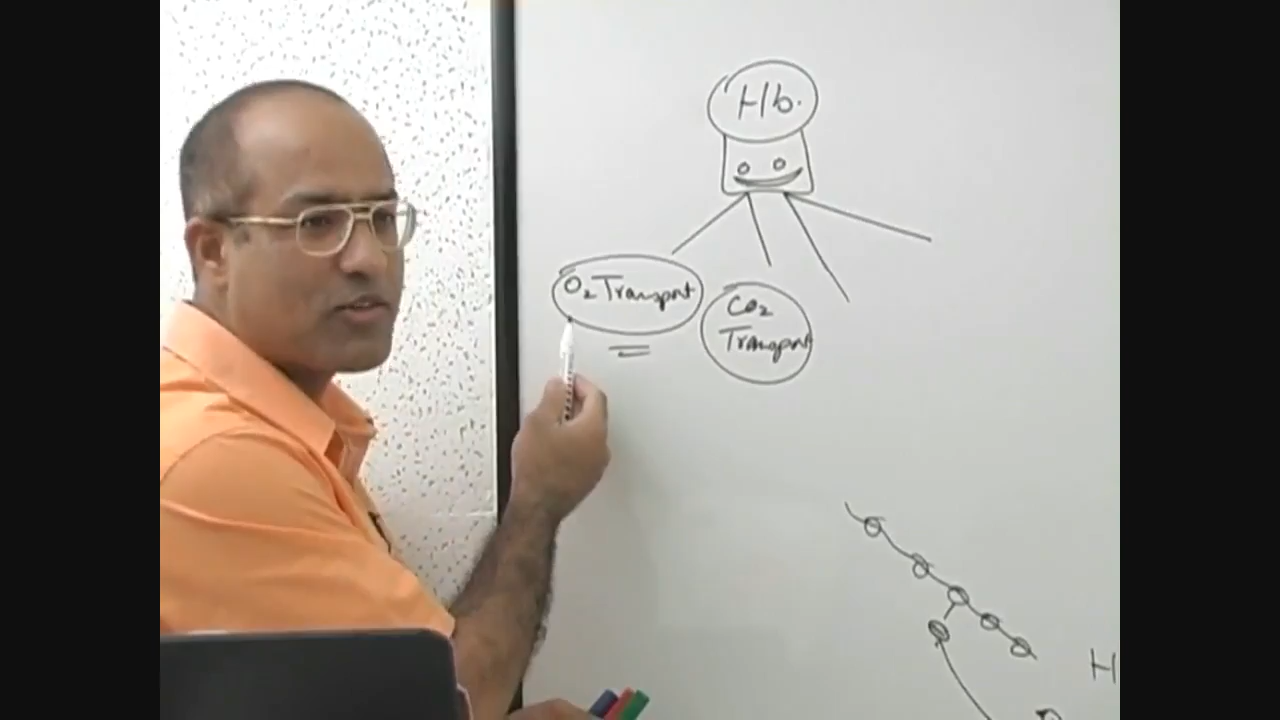 Hb.
O₂ Transport
CO₂
Transport
H